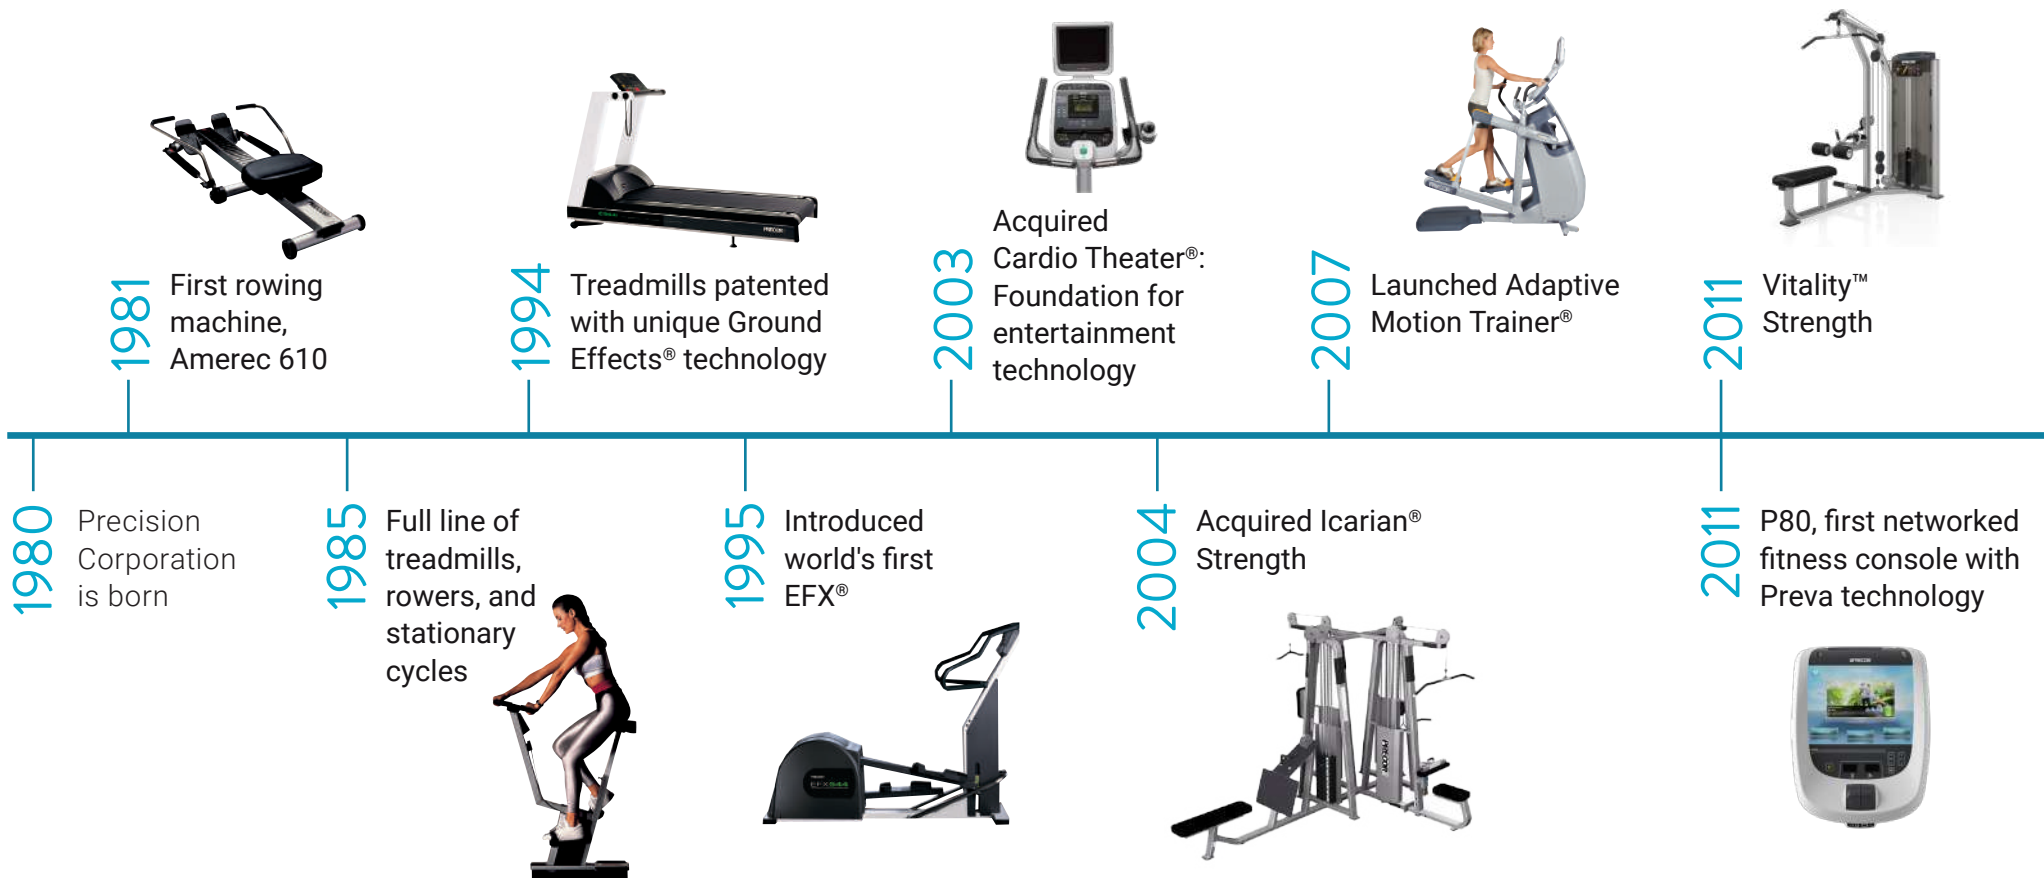 1981
First rowing
machine,
Amerec 610
1994
Treadmills patented
with unique Ground
Effects® technology
2003
Acquired
Cardio Theater®:
Foundation for
entertainment
technology
2007
Launched Adaptive
Motion Trainer®
2011
Vitality™
Strength
1980
Precision
Corporation
is born
1985
Full line of
treadmills,
rowers, and
stationary
cycles
1995
Introduced
world's first
EFX®
EFX544
2004
Acquired Icarian®
Strength
PRECOR
2011
P80, first networked
fitness console with
Preva technology
PRECOR